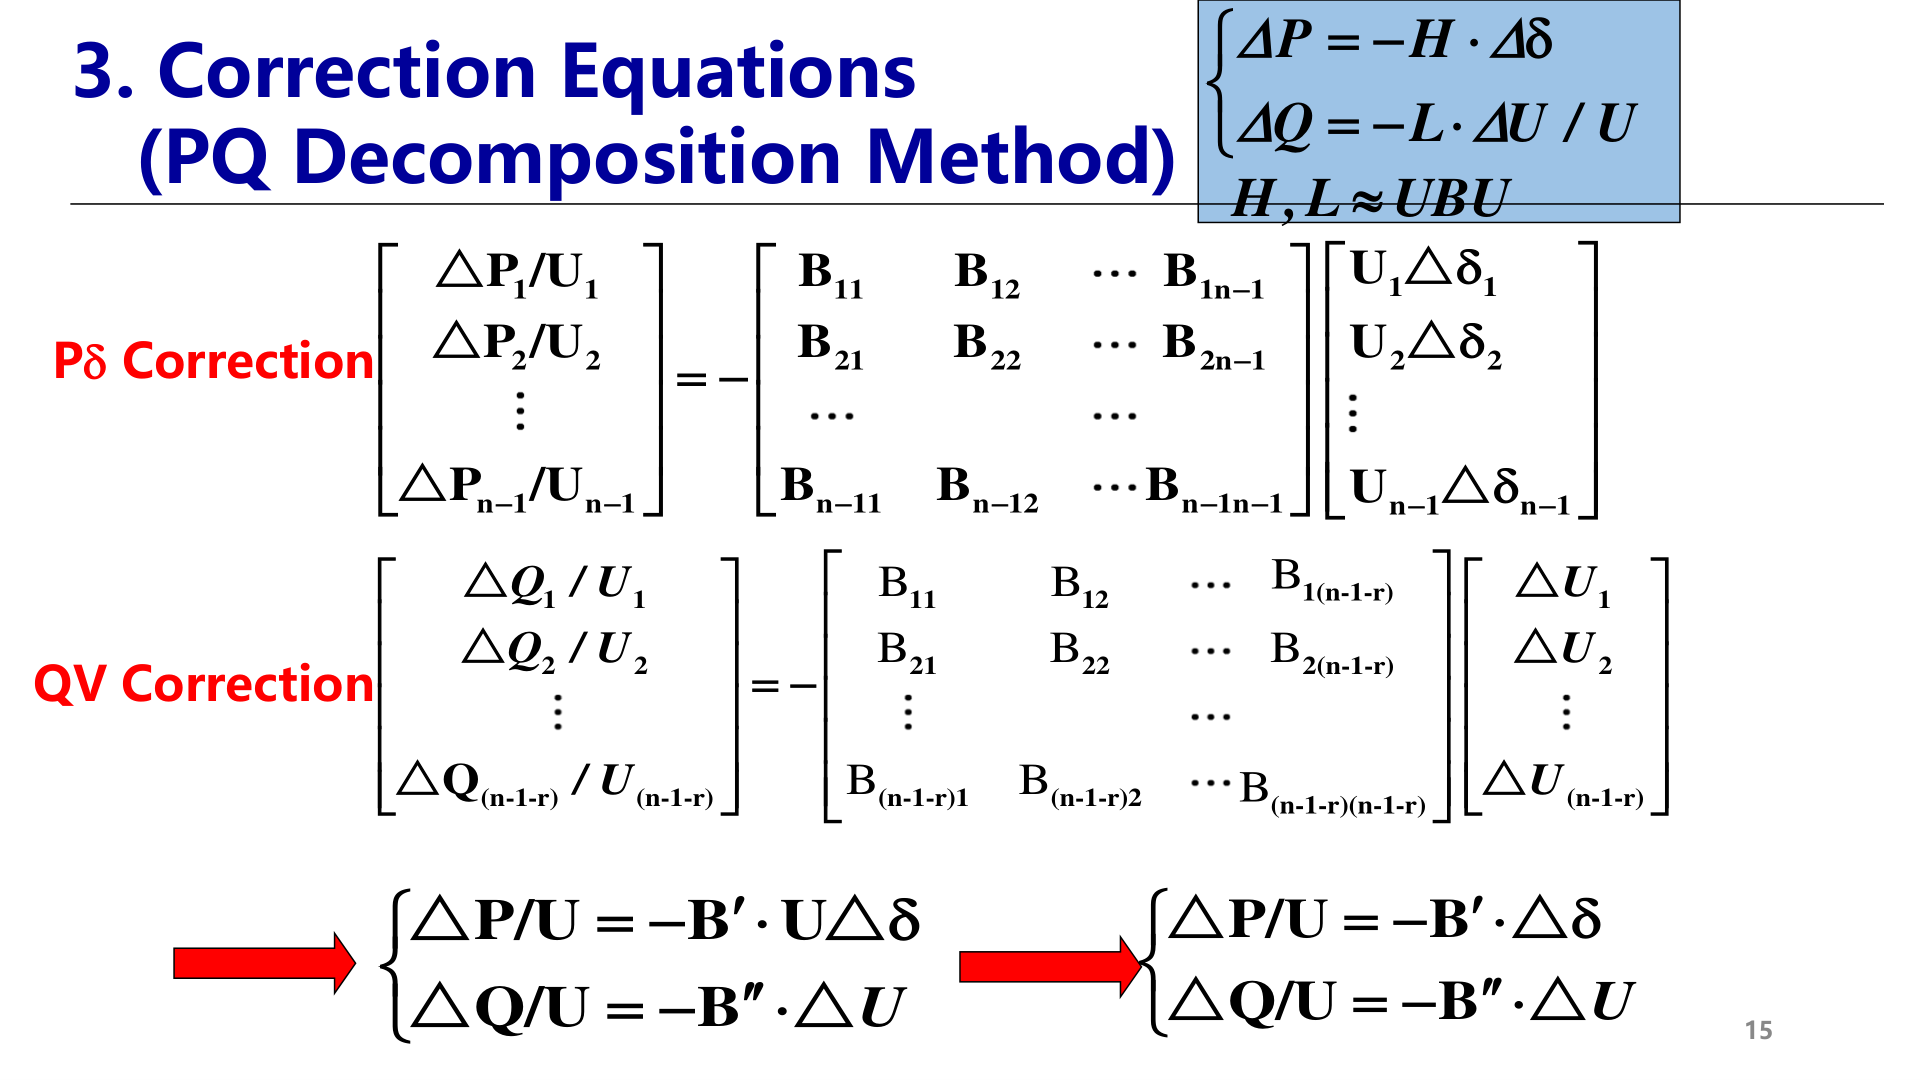 3. Correction Equations
(PQ Decomposition Method)
ΔP = −H · Δδ
ΔQ = −L · ΔU / U
H , L ≈ UBU
Pδ Correction
△P₁/U₁
△P₂/U₂
⋮
△Pₙ₋₁/Uₙ₋₁
= −
B₁₁ B₁₂ ⋯ B₁ₙ₋₁
B₂₁ B₂₂ ⋯ B₂ₙ₋₁
⋯ ⋯
Bₙ₋₁₁ Bₙ₋₁₂ ⋯ Bₙ₋₁ₙ₋₁
U₁△δ₁
U₂△δ₂
⋮
Uₙ₋₁△δₙ₋₁
QV Correction
△Q₁ / U₁
△Q₂ / U₂
⋮
△Q₍ₙ₋₁₋ᵣ₎ / U₍ₙ₋₁₋ᵣ₎
= −
B₁₁ B₁₂ ⋯ B₁₍ₙ₋₁₋ᵣ₎
B₂₁ B₂₂ ⋯ B₂₍ₙ₋₁₋ᵣ₎
⋮ ⋯
B₍ₙ₋₁₋ᵣ₎₁ B₍ₙ₋₁₋ᵣ₎₂ ⋯ B₍ₙ₋₁₋ᵣ₎₍ₙ₋₁₋ᵣ₎
△U₁
△U₂
⋮
△U₍ₙ₋₁₋ᵣ₎
△P/U = −B′ · U△δ
△Q/U = −B″ · △U
△P/U = −B′ · △δ
△Q/U = −B″ · △U
15